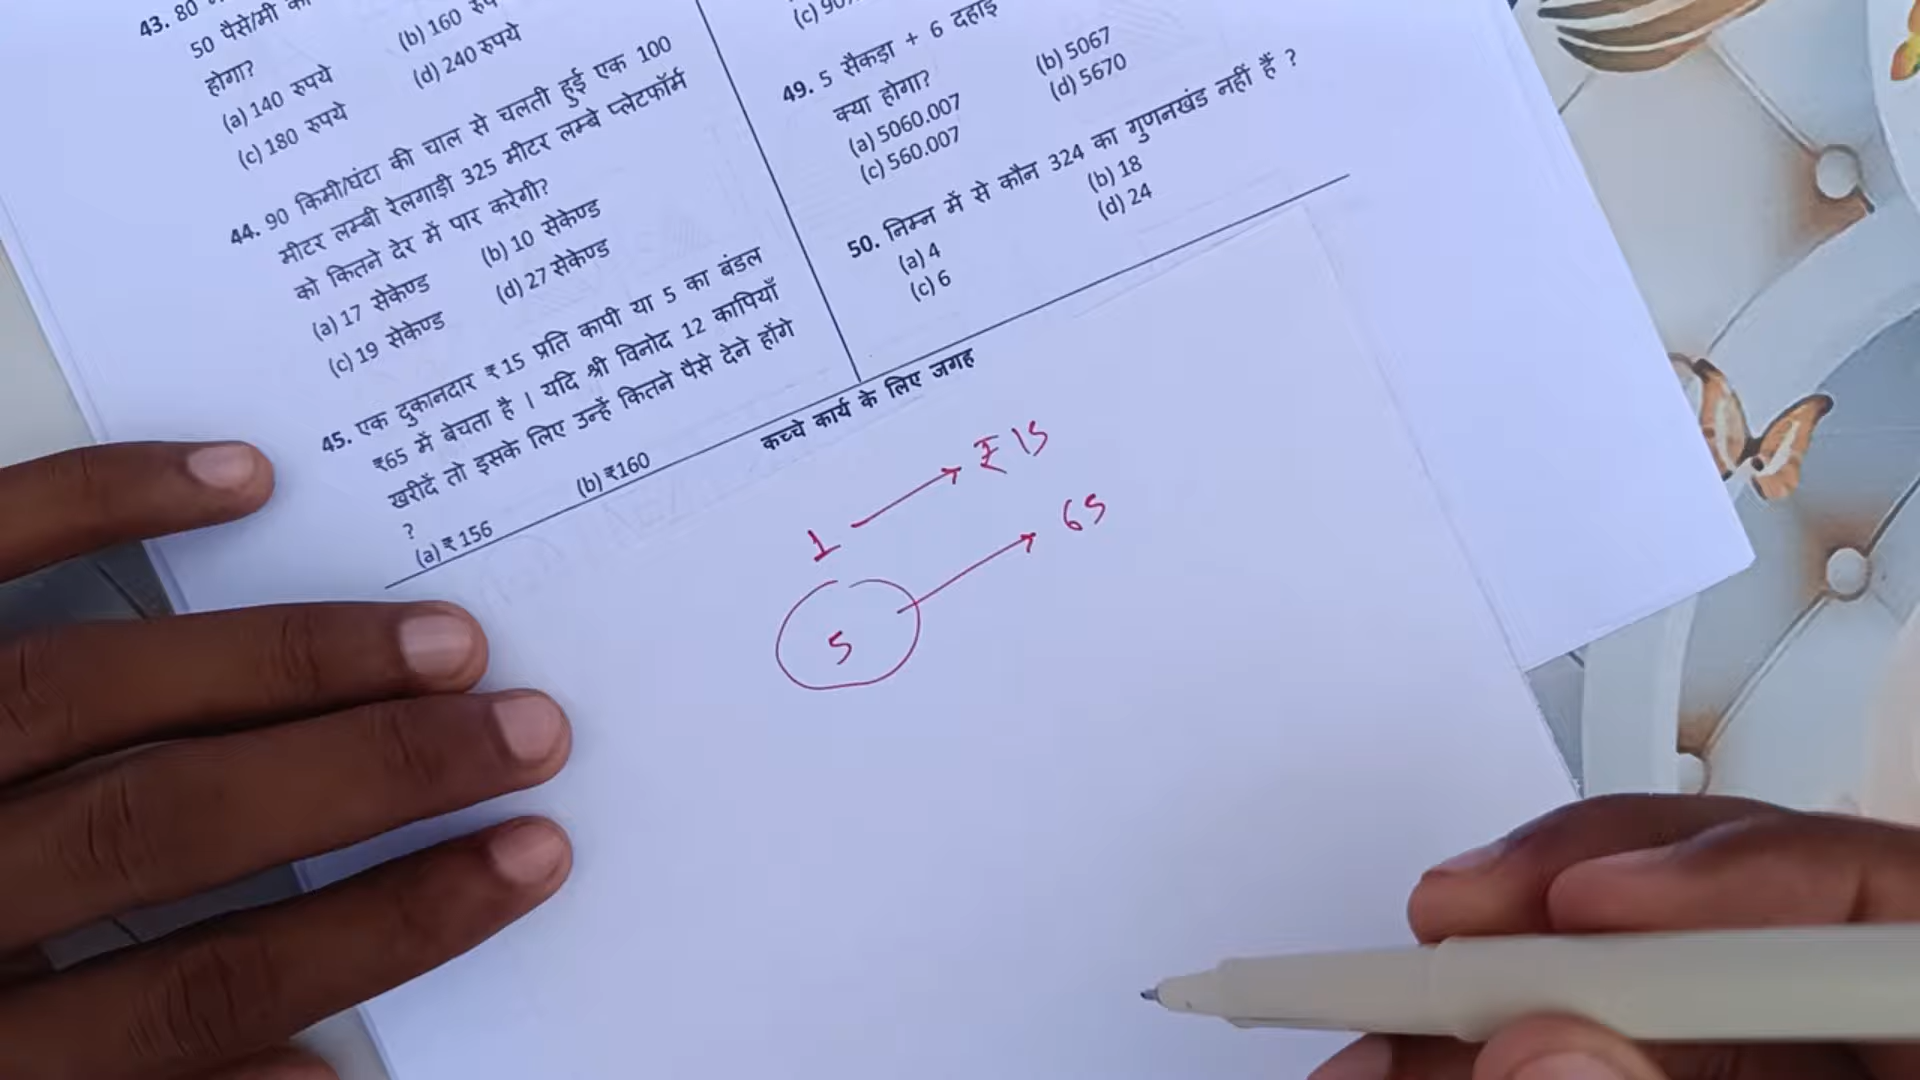 43. 80
50 पैसे/मी
होगा?
(a) 140 रुपये
(b) 160
(c) 180 रुपये
(d) 240 रुपये
44. 90 किमी/घंटा की चाल से चलती हुई एक 100
मीटर लम्बी रेलगाड़ी 325 मीटर लम्बे प्लेटफॉर्म
को कितने देर में पार करेगी?
(a) 17 सेकेण्ड
(b) 10 सेकेण्ड
(c) 19 सेकेण्ड
(d) 27 सेकेण्ड
45. एक दुकानदार ₹15 प्रति कापी या 5 का बंडल
₹65 में बेचता है । यदि श्री विनोद 12 कापियाँ
खरीदें तो इसके लिए उन्हें कितने पैसे देने होंगे
?
(a) ₹ 156
(b) ₹160
(c)
49. 5 सैकड़ा + 6 दहाई
क्या होगा?
(a) 5060.007
(b) 5067
(c) 560.007
(d) 5670
50. निम्न में से कौन 324 का गुणनखंड नहीं हैं ?
(a) 4
(b) 18
(c) 6
(d) 24
कच्चे कार्य के लिए जगह
1 → ₹ 15
5 → 65